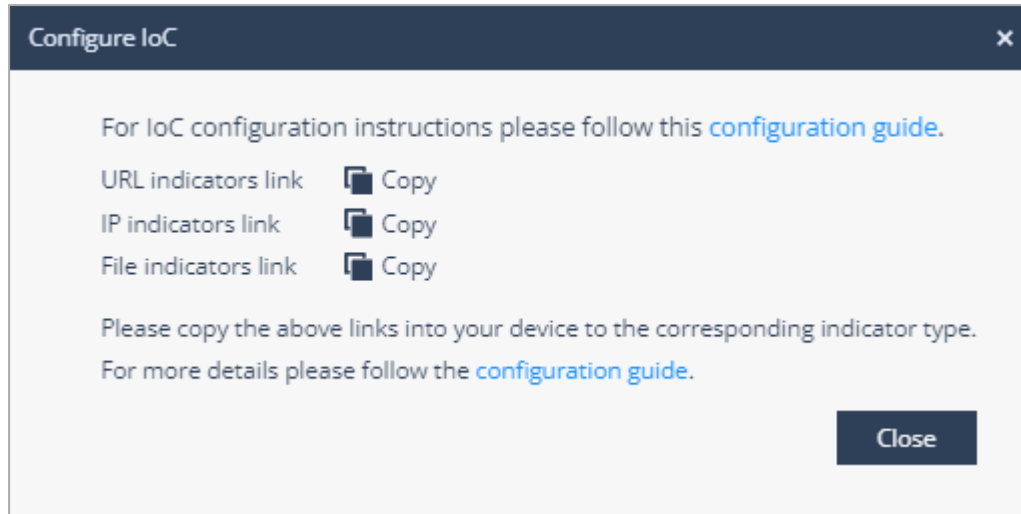 Configure IoC
For IoC configuration instructions please follow this configuration guide.
URL indicators link Copy
IP indicators link Copy
File indicators link Copy
Please copy the above links into your device to the corresponding indicator type.
For more details please follow the configuration guide.
Close